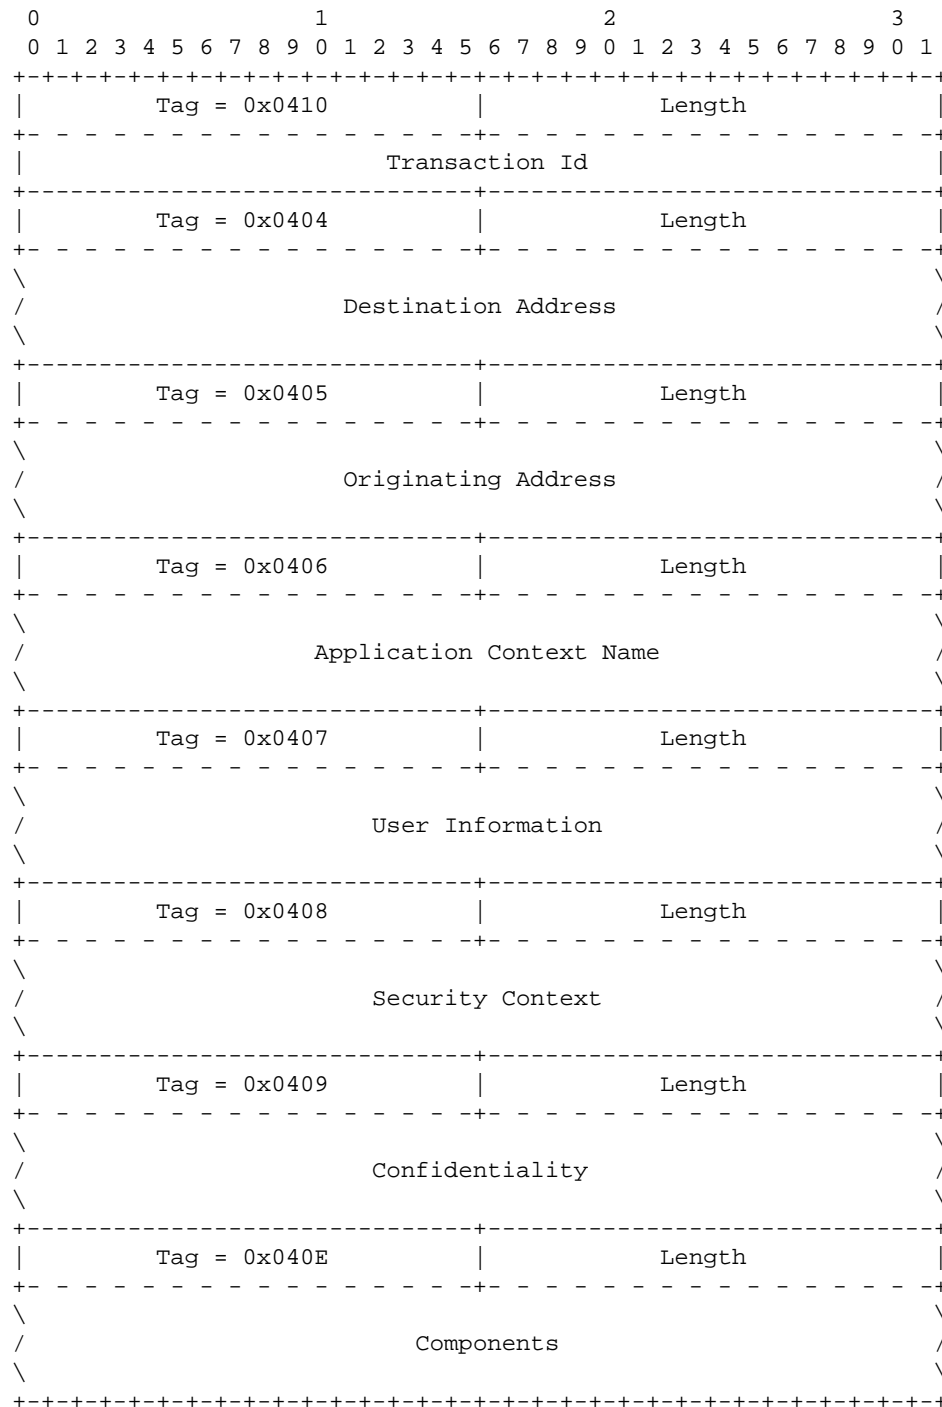 0                   1                   2                   3
 0 1 2 3 4 5 6 7 8 9 0 1 2 3 4 5 6 7 8 9 0 1 2 3 4 5 6 7 8 9 0 1
+-+-+-+-+-+-+-+-+-+-+-+-+-+-+-+-+-+-+-+-+-+-+-+-+-+-+-+-+-+-+-+-+
|         Tag = 0x0410          |            Length             |
+- - - - - - - - - - - - - - - -+- - - - - - - - - - - - - - - -+
|                         Transaction Id                        |
+-------------------------------+-------------------------------+
|         Tag = 0x0404          |            Length             |
+- - - - - - - - - - - - - - - -+- - - - - - - - - - - - - - - -+
\                                                               \
/                      Destination Address                      /
\                                                               \
+-------------------------------+-------------------------------+
|         Tag = 0x0405          |            Length             |
+- - - - - - - - - - - - - - - -+- - - - - - - - - - - - - - - -+
\                                                               \
/                      Originating Address                      /
\                                                               \
+-------------------------------+-------------------------------+
|         Tag = 0x0406          |            Length             |
+- - - - - - - - - - - - - - - -+- - - - - - - - - - - - - - - -+
\                                                               \
/                    Application Context Name                   /
\                                                               \
+-------------------------------+-------------------------------+
|         Tag = 0x0407          |            Length             |
+- - - - - - - - - - - - - - - -+- - - - - - - - - - - - - - - -+
\                                                               \
/                        User Information                       /
\                                                               \
+-------------------------------+-------------------------------+
|         Tag = 0x0408          |            Length             |
+- - - - - - - - - - - - - - - -+- - - - - - - - - - - - - - - -+
\                                                               \
/                        Security Context                       /
\                                                               \
+-------------------------------+-------------------------------+
|         Tag = 0x0409          |            Length             |
+- - - - - - - - - - - - - - - -+- - - - - - - - - - - - - - - -+
\                                                               \
/                        Confidentiality                        /
\                                                               \
+-------------------------------+-------------------------------+
|         Tag = 0x040E          |            Length             |
+- - - - - - - - - - - - - - - -+- - - - - - - - - - - - - - - -+
\                                                               \
/                           Components                          /
\                                                               \
+-+-+-+-+-+-+-+-+-+-+-+-+-+-+-+-+-+-+-+-+-+-+-+-+-+-+-+-+-+-+-+-+